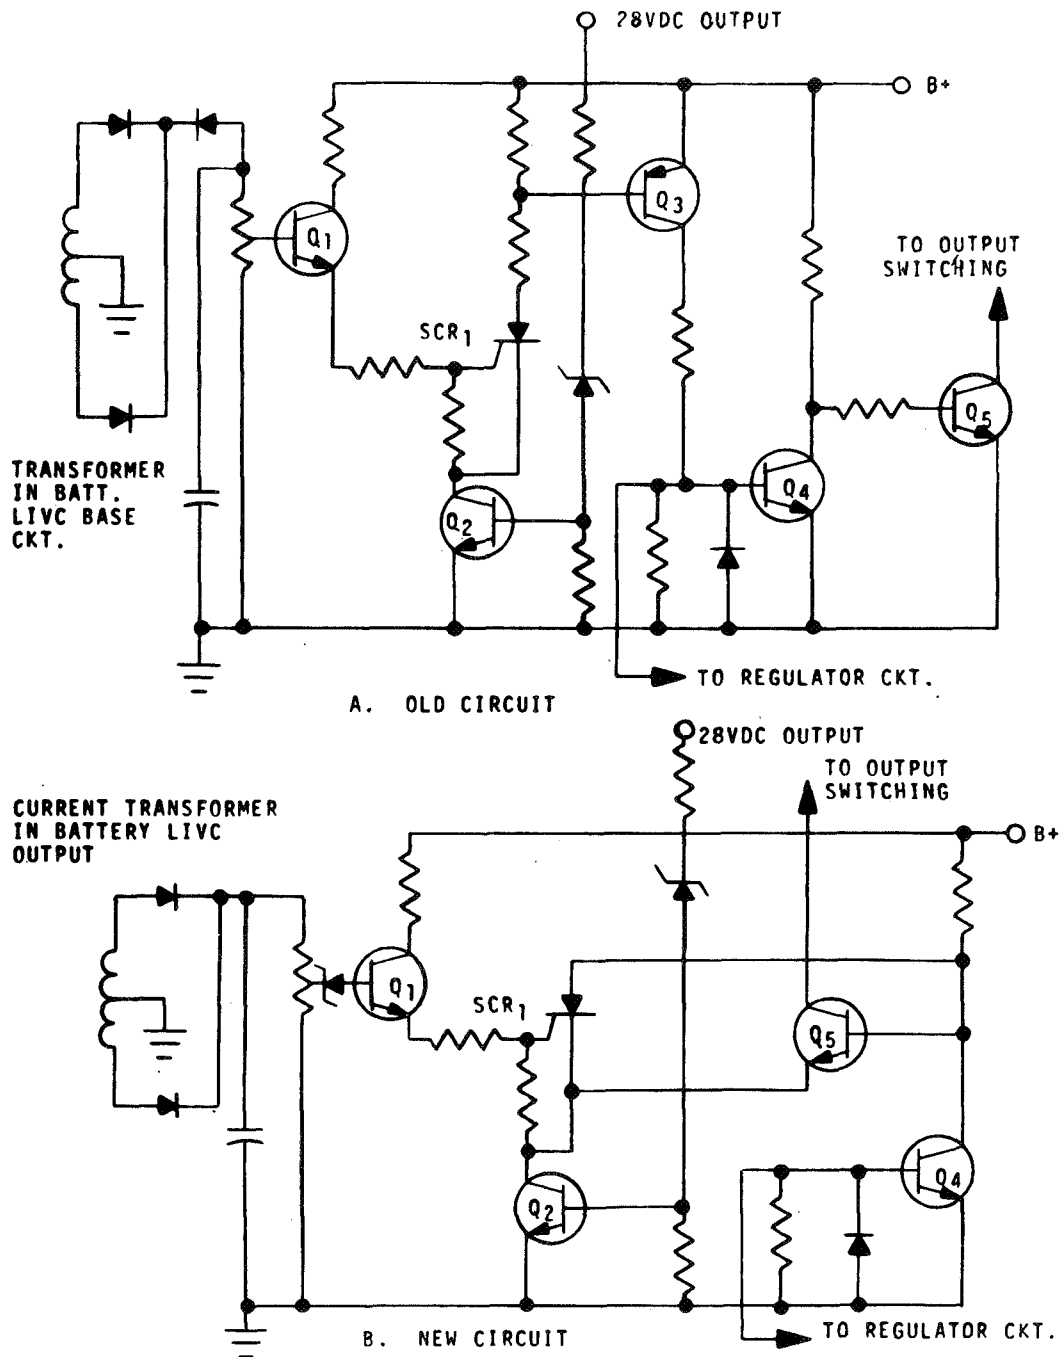 28VDC OUTPUT
B+
Q3
Q1
TO OUTPUT
SWITCHING
SCR1
Q5
TRANSFORMER
IN BATT.
LIVC BASE
CKT.
Q4
Q2
TO REGULATOR CKT.
A. OLD CIRCUIT
28VDC OUTPUT
TO OUTPUT
SWITCHING
CURRENT TRANSFORMER
IN BATTERY LIVC
OUTPUT
B+
Q1
SCR1
Q5
Q4
Q2
TO REGULATOR CKT.
B. NEW CIRCUIT